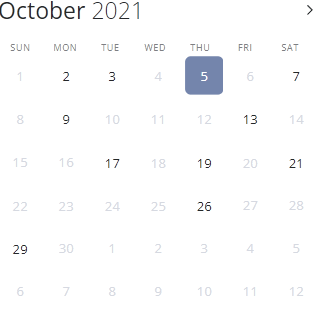 October 2021
SUN MON TUE WED THU FRI SAT
1 2 3 4 5 6 7
8 9 10 11 12 13 14
15 16 17 18 19 20 21
22 23 24 25 26 27 28
29 30 1 2 3 4 5
6 7 8 9 10 11 12